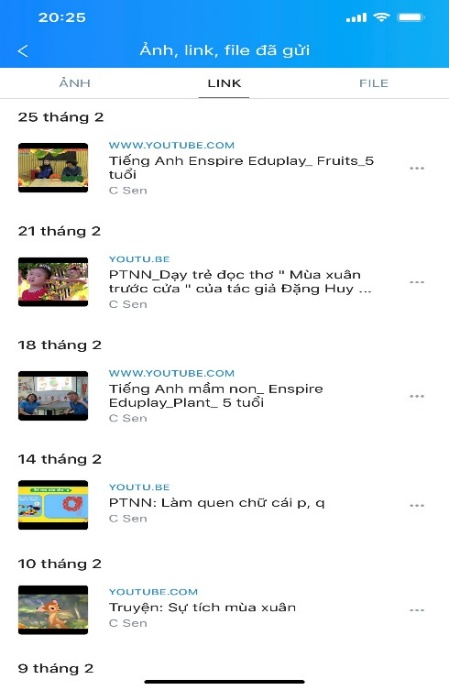 20:25
Ảnh, link, file đã gửi
ẢNH LINK FILE
25 tháng 2
WWW.YOUTUBE.COM
Tiếng Anh Enspire Eduplay_ Fruits_5
tuổi
C Sen
21 tháng 2
YOUTU.BE
PTNN_Dạy trẻ đọc thơ " Mùa xuân
trước cửa " của tác giả Đặng Huy ...
C Sen
18 tháng 2
WWW.YOUTUBE.COM
Tiếng Anh mầm non_ Enspire
Eduplay_Plant_ 5 tuổi
C Sen
14 tháng 2
YOUTU.BE
PTNN: Làm quen chữ cái p, q
C Sen
10 tháng 2
YOUTUBE.COM
Truyện: Sự tích mùa xuân
C Sen
9 tháng 2